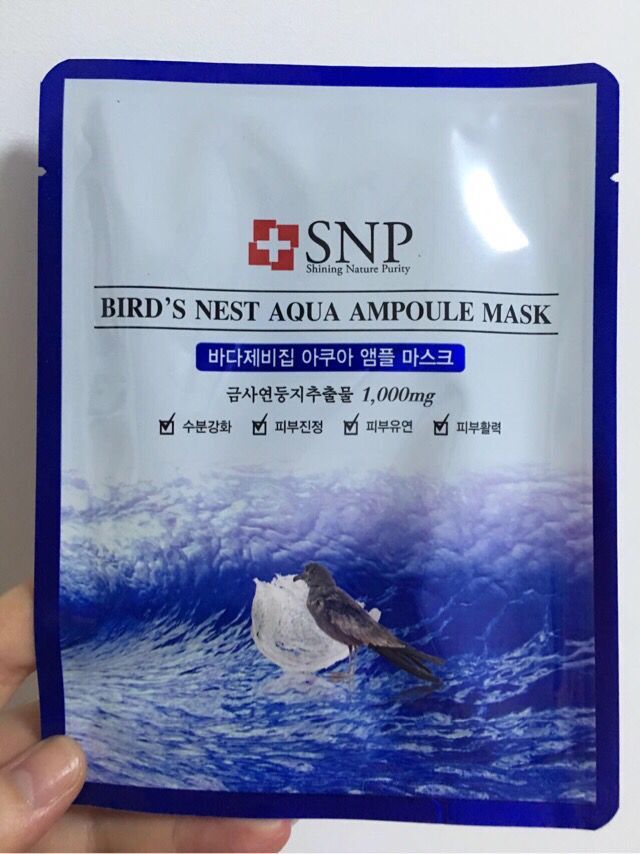 SNP
Shining Nature Purity
BIRD'S NEST AQUA AMPOULE MASK
바다제비집 아쿠아 앰플 마스크
금사연둥지추출물 1,000mg
수분강화 피부진정 피부유연 피부활력